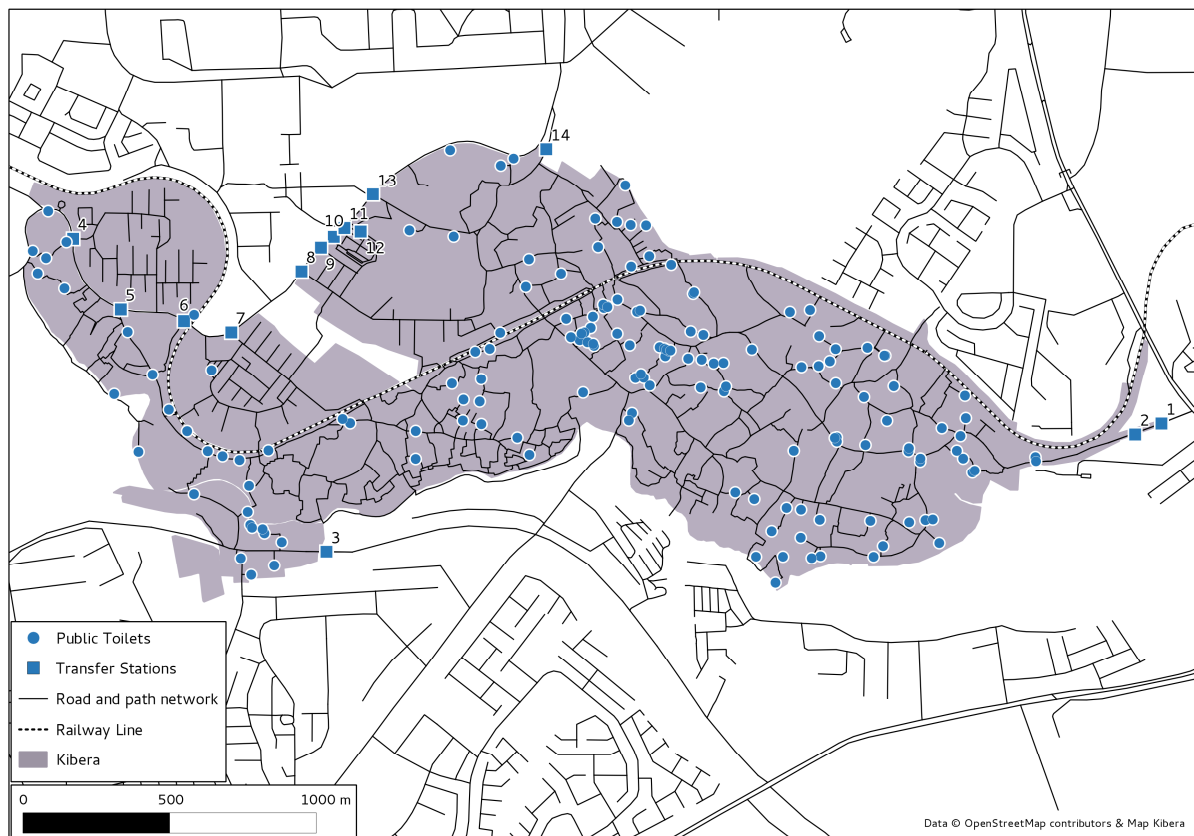 14
13
11
10
4
12
8
9
5
6
7
1
2
3
Public Toilets
Transfer Stations
Road and path network
Railway Line
Kibera
0 500 1000 m
Data © OpenStreetMap contributors & Map Kibera